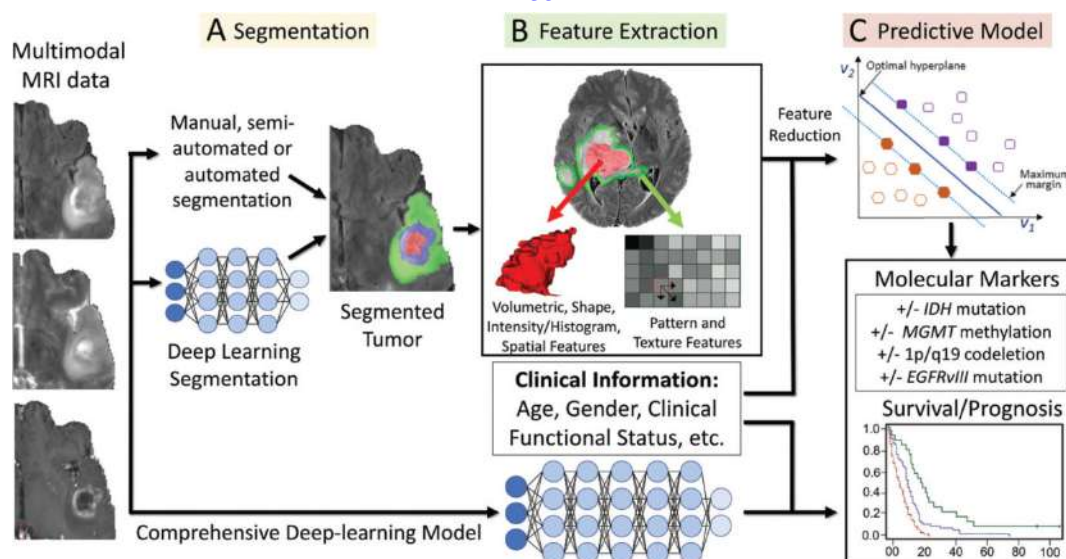 A Segmentation
B Feature Extraction
C Predictive Model
Multimodal
MRI data
Manual, semi-
automated or
automated
segmentation
Deep Learning
Segmentation
Segmented
Tumor
Volumetric, Shape,
Intensity/Histogram,
Spatial Features
Pattern and
Texture Features
Clinical Information:
Age, Gender, Clinical
Functional Status, etc.
Comprehensive Deep-learning Model
Feature
Reduction
V2
Optimal hyperplane
Maximum
margin
V1
Molecular Markers
+/- IDH mutation
+/- MGMT methylation
+/- 1p/q19 codeletion
+/- EGFRvIII mutation
Survival/Prognosis
1.0
0.8
0.6
0.4
0.2
0.0
00 20 40 60 80 100